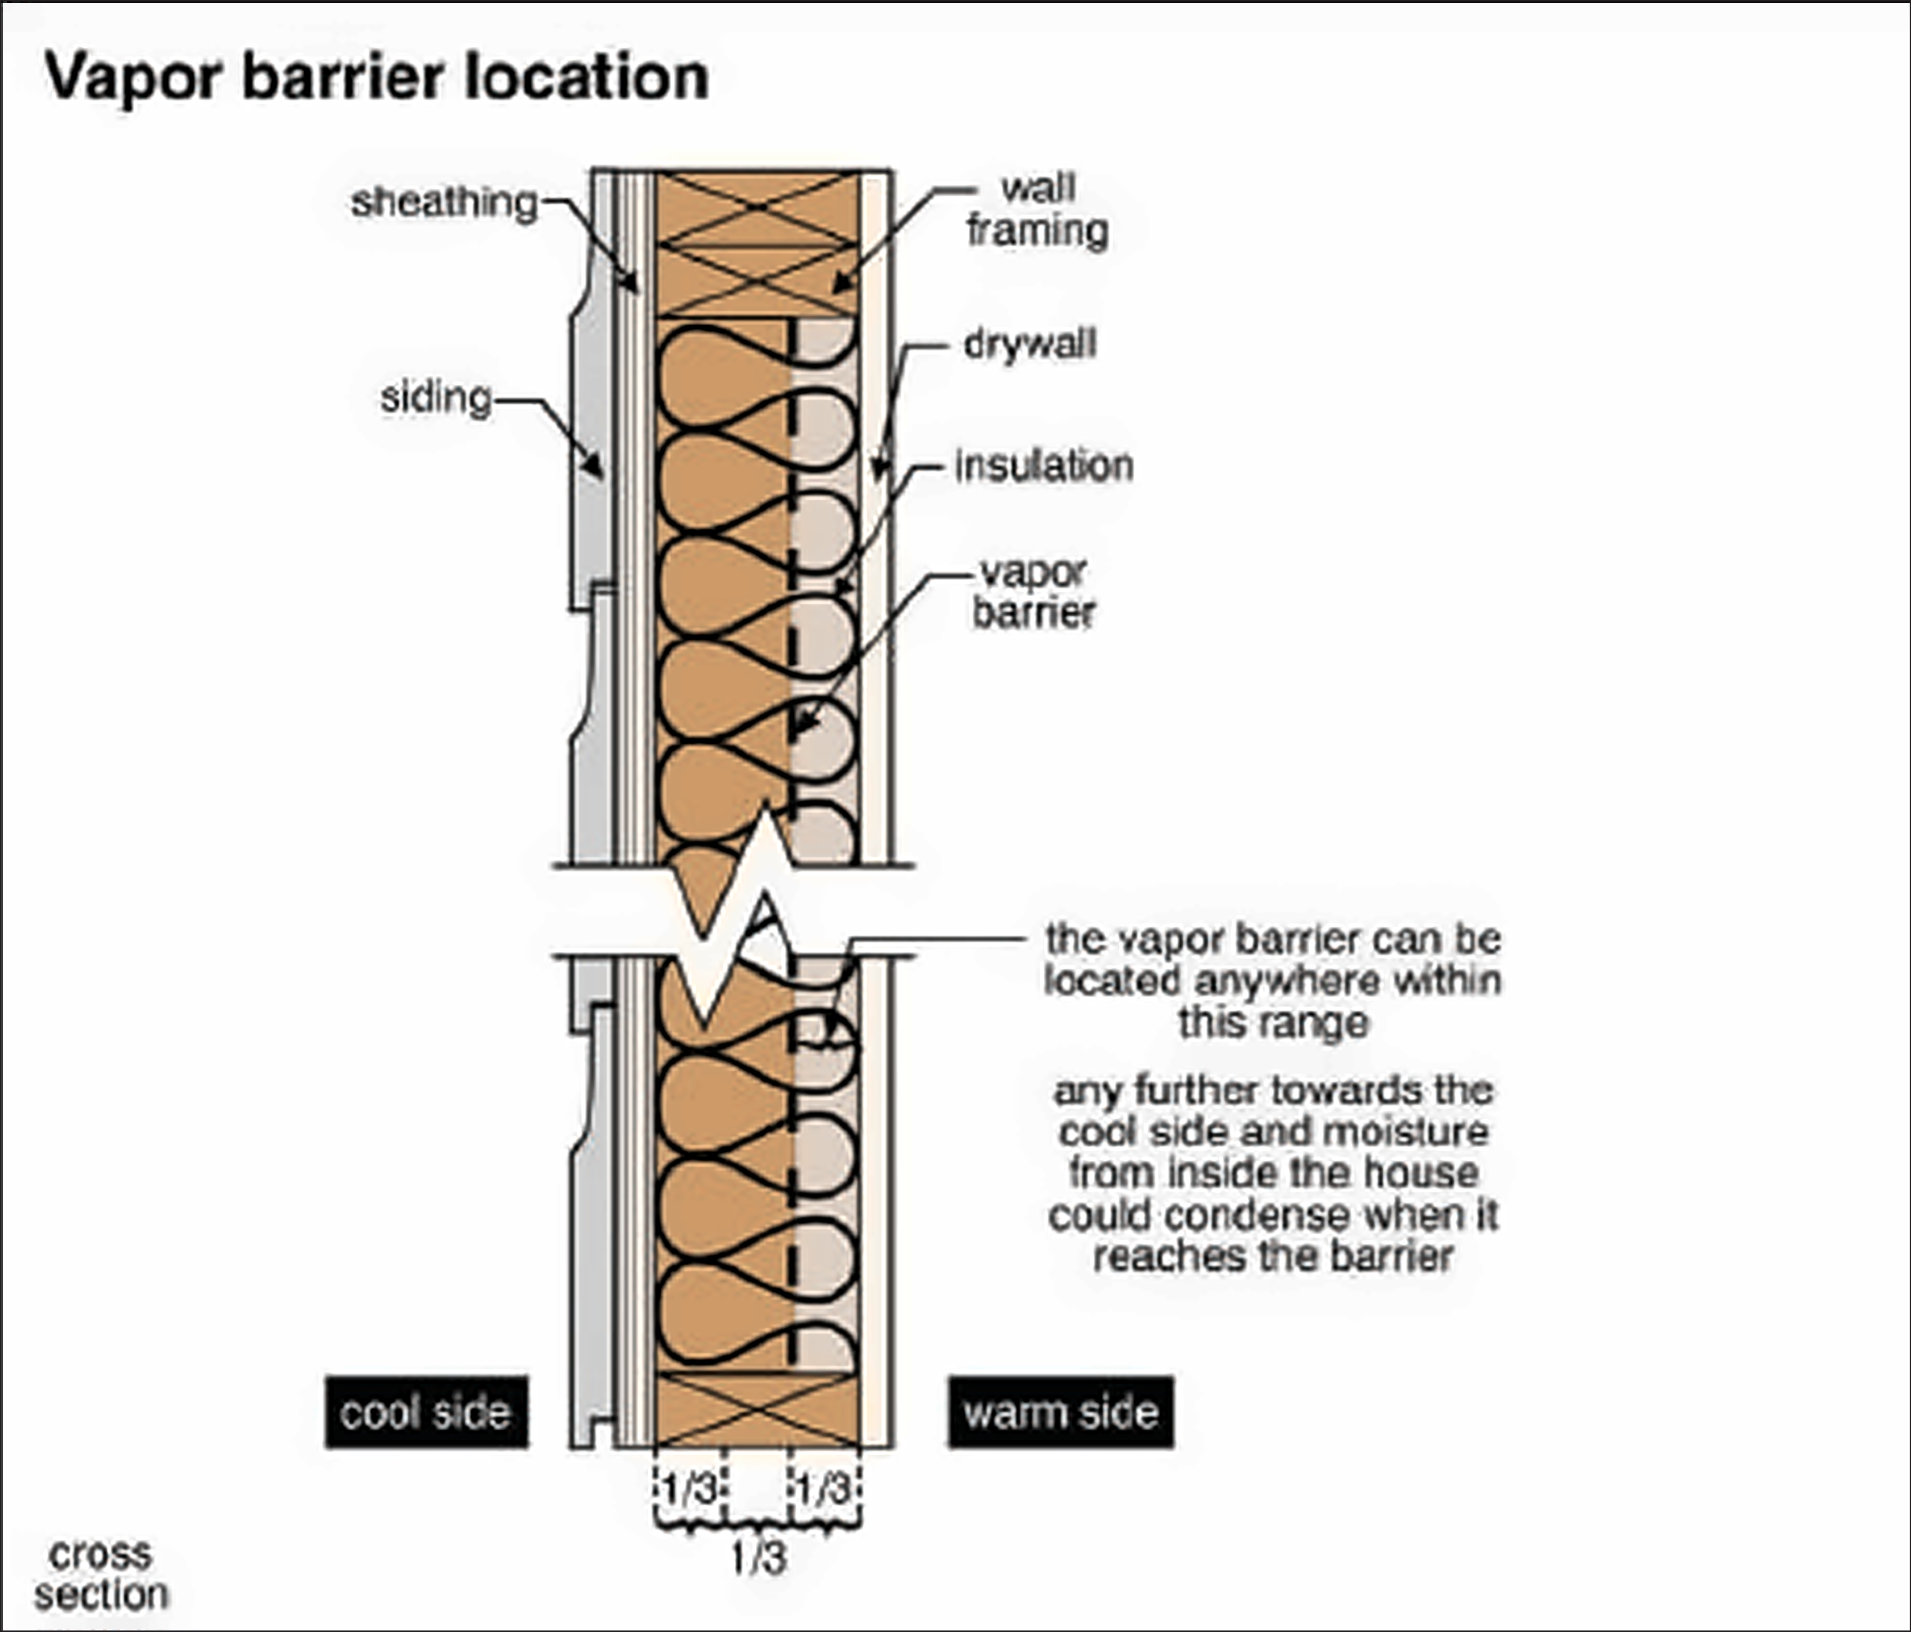 Vapor barrier location
sheathing
wall
framing
drywall
siding
insulation
vapor
barrier
the vapor barrier can be
located anywhere within
this range
any further towards the
cool side and moisture
from inside the house
could condense when it
reaches the barrier
cool side
warm side
1/3
1/3
1/3
cross
section